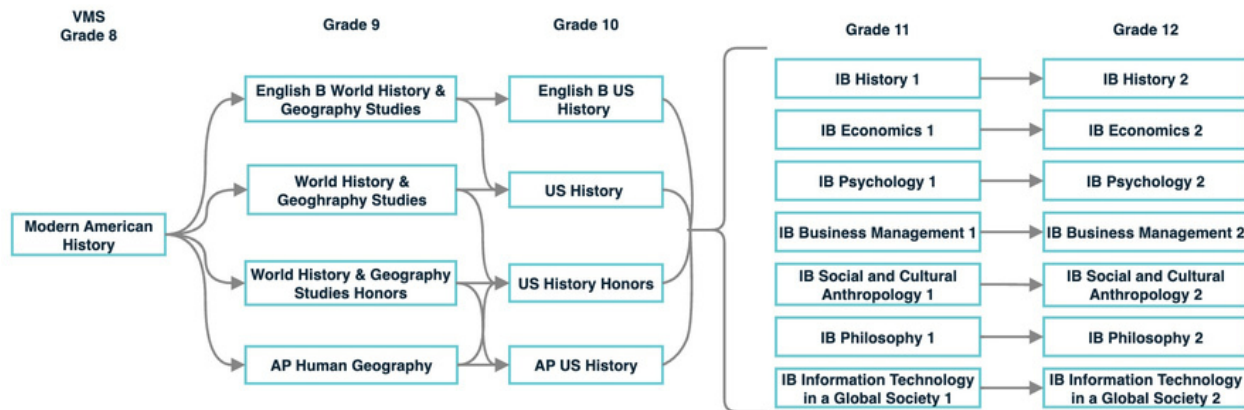 VMS
Grade 8
Grade 9
Grade 10
Grade 11
Grade 12
Modern American
History
English B World History &
Geography Studies
World History &
Geoghraphy Studies
World History & Geography
Studies Honors
AP Human Geography
English B US
History
US History
US History Honors
AP US History
IB History 1
IB Economics 1
IB Psychology 1
IB Business Management 1
IB Social and Cultural
Anthropology 1
IB Philosophy 1
IB Information Technology
in a Global Society 1
IB History 2
IB Economics 2
IB Psychology 2
IB Business Management 2
IB Social and Cultural
Anthropology 2
IB Philosophy 2
IB Information Technology
in a Global Society 2